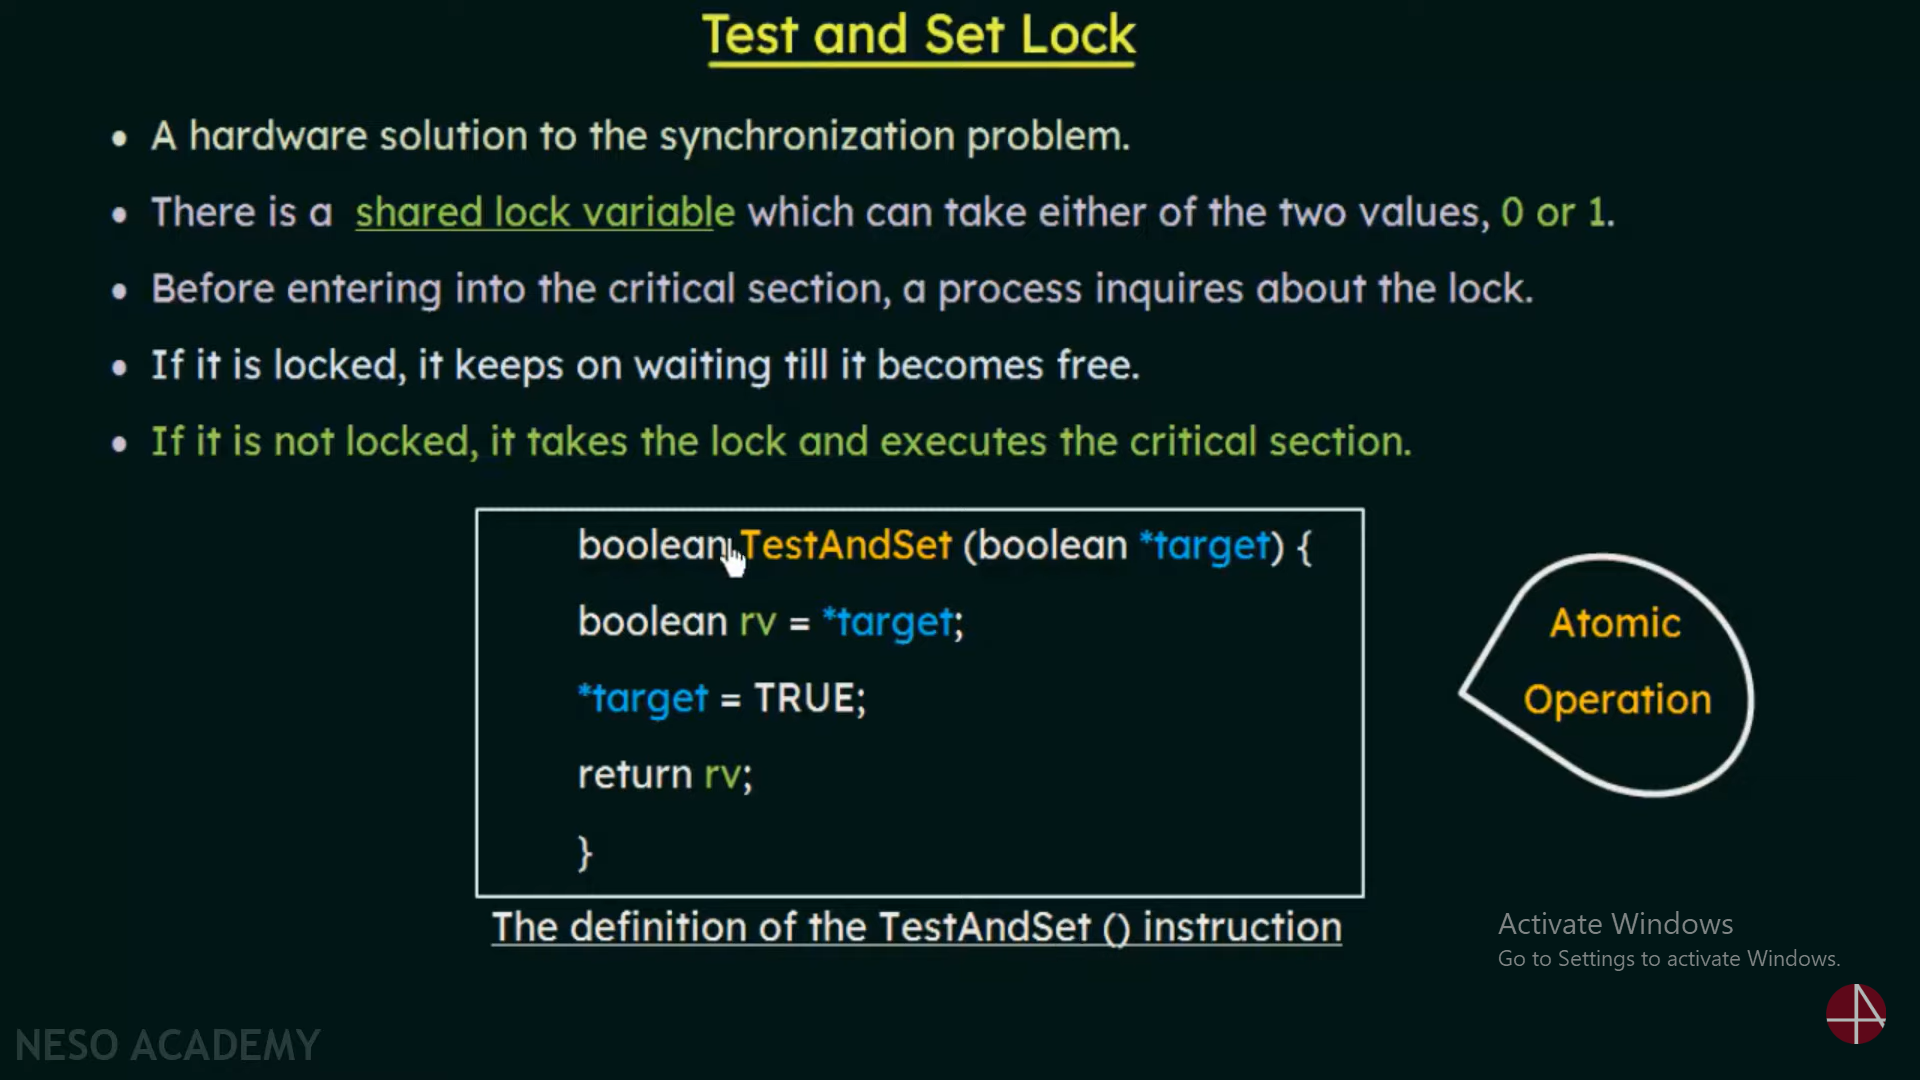 Test and Set Lock
• A hardware solution to the synchronization problem.
• There is a shared lock variable which can take either of the two values, 0 or 1.
• Before entering into the critical section, a process inquires about the lock.
• If it is locked, it keeps on waiting till it becomes free.
• If it is not locked, it takes the lock and executes the critical section.
boolean TestAndSet (boolean *target) {
boolean rv = *target;
*target = TRUE;
return rv;
}
The definition of the TestAndSet () instruction
Atomic
Operation
Activate Windows
Go to Settings to activate Windows.
NESO ACADEMY